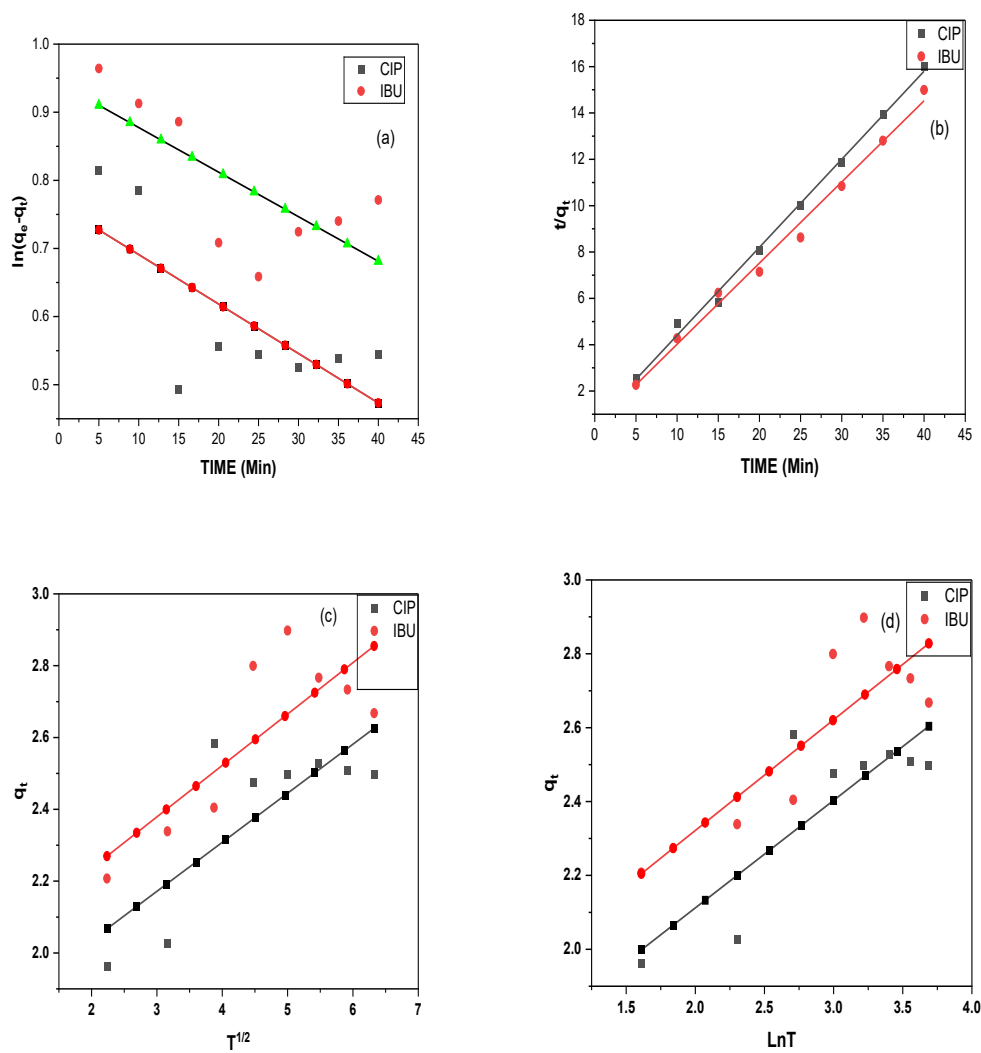 1.0
0.9
0.8
0.7
0.6
0.5
ln(qe-qt)
CIP
IBU
(a)
0 5 10 15 20 25 30 35 40 45
TIME (Min)
18
16
14
12
10
8
6
4
2
t/qt
CIP
IBU
(b)
0 5 10 15 20 25 30 35 40 45
TIME (Min)
3.0
2.8
2.6
2.4
2.2
2.0
qt
(c)
CIP
IBU
2 3 4 5 6 7
T1/2
3.0
2.8
2.6
2.4
2.2
2.0
qt
(d)
CIP
IBU
1.5 2.0 2.5 3.0 3.5 4.0
LnT